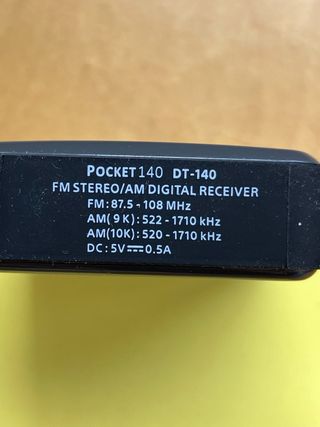 POCKET140 DT-140
FM STEREO/AM DIGITAL RECEIVER
FM: 87.5 - 108 MHz
AM( 9 K) : 522 - 1710 kHz
AM(10K) : 520 - 1710 kHz
DC : 5V⎓0.5A